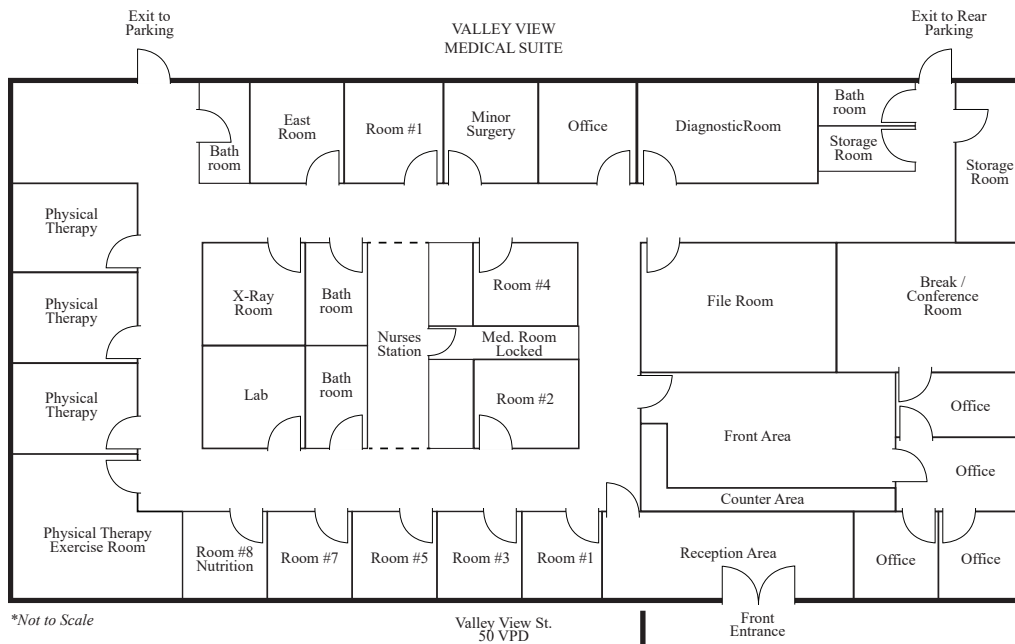 Exit to
Parking
VALLEY VIEW
MEDICAL SUITE
Exit to Rear
Parking
Bath
room
East
Room
Room #1
Minor
Surgery
Office
DiagnosticRoom
Bath
room
Storage
Room
Storage
Room
Physical
Therapy
X-Ray
Room
Bath
room
Nurses
Station
Room #4
Med. Room
Locked
File Room
Break /
Conference
Room
Physical
Therapy
Physical
Therapy
Lab
Bath
room
Room #2
Front Area
Office
Office
Counter Area
Physical Therapy
Exercise Room
Room #8
Nutrition
Room #7
Room #5
Room #3
Room #1
Reception Area
Office
Office
*Not to Scale
Valley View St.
50 VPD
Front
Entrance